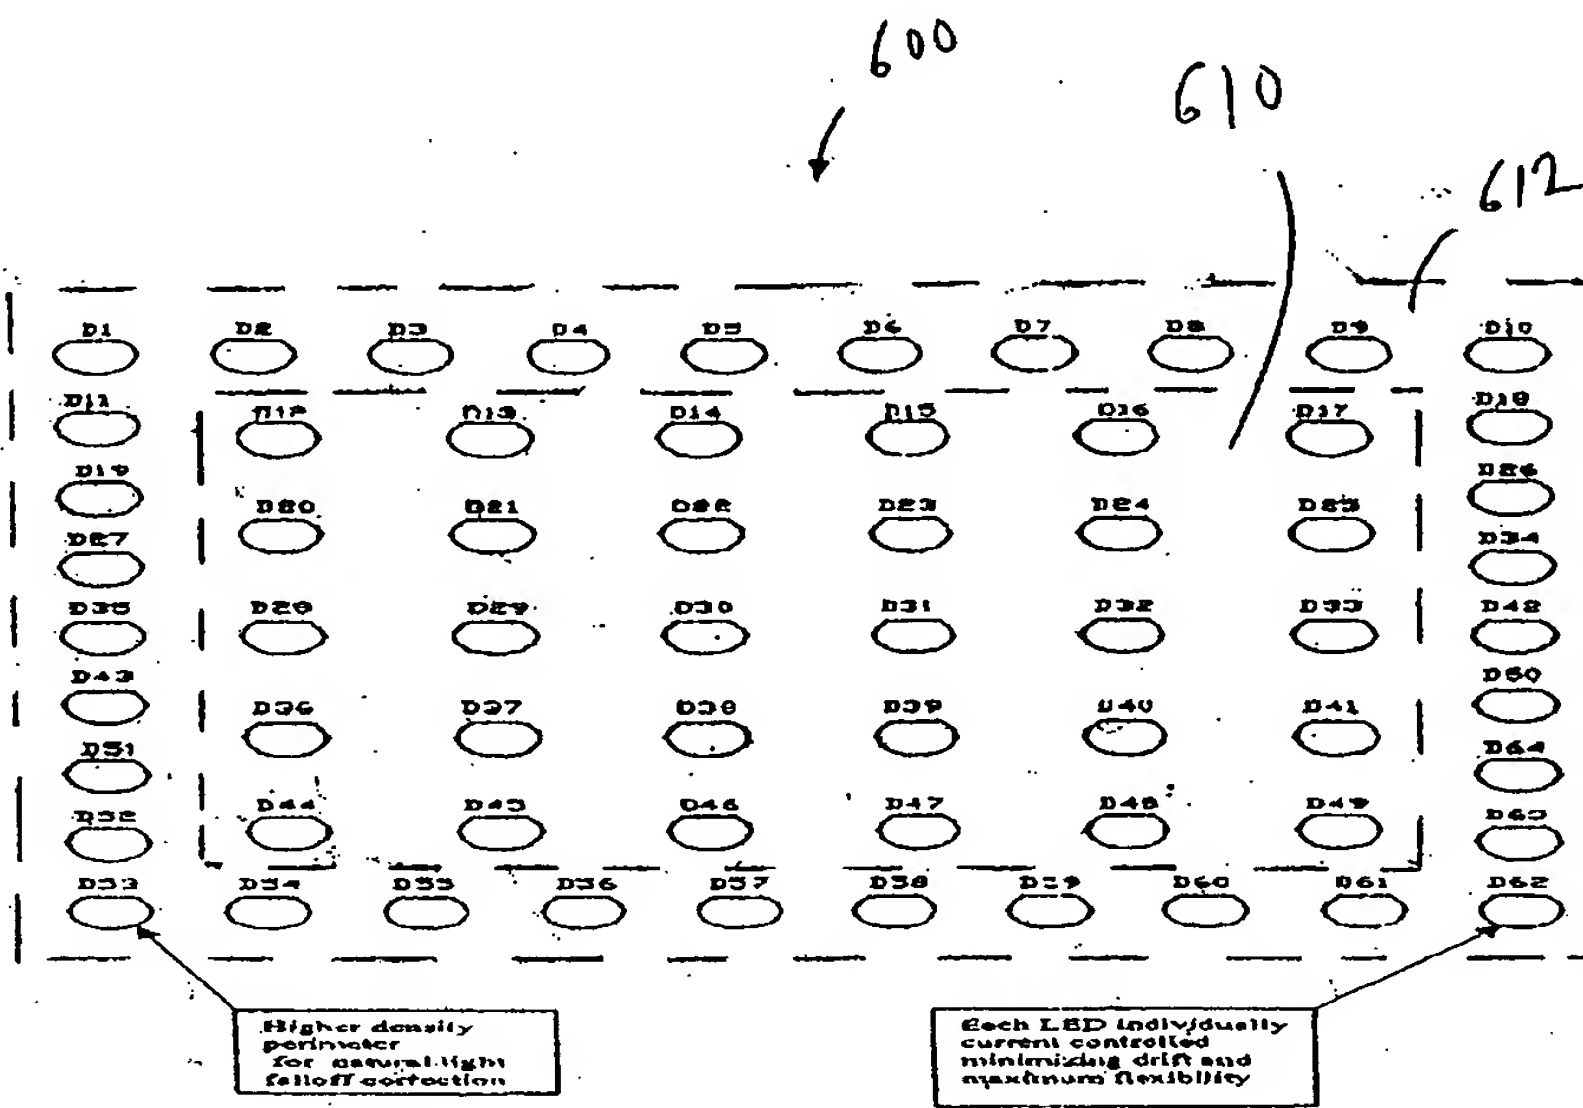 600
610
612
D1 D2 D3 D4 D5 D6 D7 D8 D9 D10
D11 D12 D13 D14 D15 D16 D17 D18
D19 D20 D21 D22 D23 D24 D25 D26
D27 D34
D35 D28 D29 D30 D31 D32 D33 D42
D43 D36 D37 D38 D39 D40 D41 D50
D51 D64
D52 D44 D45 D46 D47 D48 D49 D63
D53 D54 D55 D56 D57 D58 D59 D60 D61 D62
Higher density
perimeter
for natural light
falloff correction
Each LED individually
current controlled
minimizing drift and
maximum flexibility